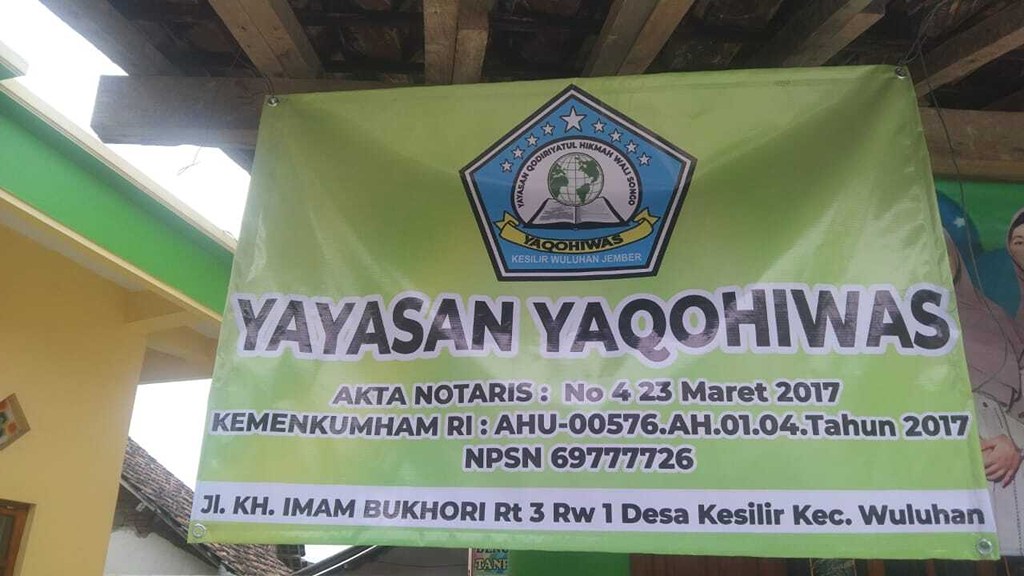 YAYASAN QODIRIYATUL HIKMAH WALI SONGO
YAQOHIWAS
KESILIR WULUHAN JEMBER
YAYASAN YAQOHIWAS
AKTA NOTARIS : No 4 23 Maret 2017
KEMENKUMHAM RI : AHU-00576.AH.01.04.Tahun 2017
NPSN 69777726
Jl. KH. IMAM BUKHORI Rt 3 Rw 1 Desa Kesilir Kec. Wuluhan